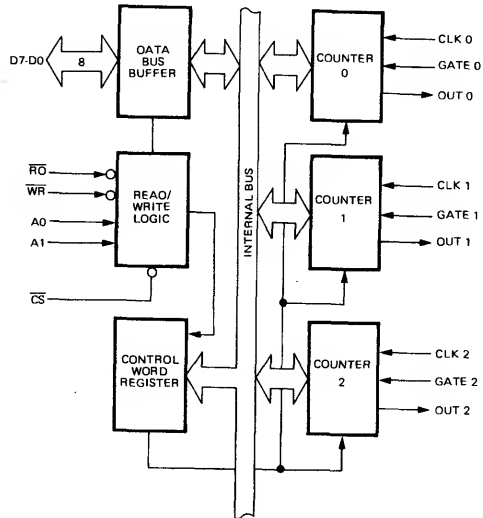 D7-D0
8
OATA
BUS
BUFFER
COUNTER
0
CLK 0
GATE 0
OUT 0
RO
WR
A0
A1
CS
REAO/
WRITE
LOGIC
INTERNAL BUS
COUNTER
1
CLK 1
GATE 1
OUT 1
CONTROL
WORD
REGISTER
COUNTER
2
CLK 2
GATE 2
OUT 2